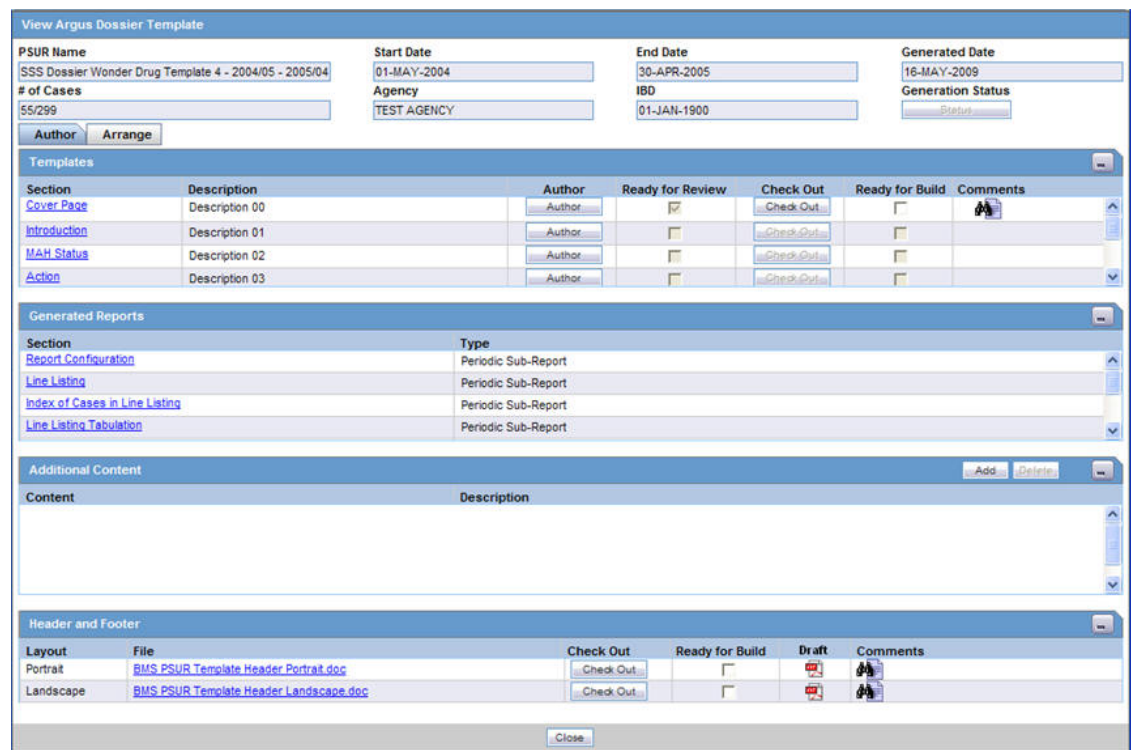 View Argus Dossier Template
PSUR Name Start Date End Date Generated Date
SSS Dossier Wonder Drug Template 4 - 2004/05 - 2005/04 01-MAY-2004 30-APR-2005 16-MAY-2009
# of Cases Agency IBD Generation Status
55/299 TEST AGENCY 01-JAN-1900 Status
Author Arrange
Templates
Section Description Author Ready for Review Check Out Ready for Build Comments
Cover Page Description 00 Author Check Out
Introduction Description 01 Author Check Out
MAH Status Description 02 Author Check Out
Action Description 03 Author Check Out
Generated Reports
Section Type
Report Configuration Periodic Sub-Report
Line Listing Periodic Sub-Report
Index of Cases in Line Listing Periodic Sub-Report
Line Listing Tabulation Periodic Sub-Report
Additional Content Add Delete
Content Description
Header and Footer
Layout File Check Out Ready for Build Draft Comments
Portrait BMS PSUR Template Header Portrait.doc Check Out
Landscape BMS PSUR Template Header Landscape.doc Check Out
Close